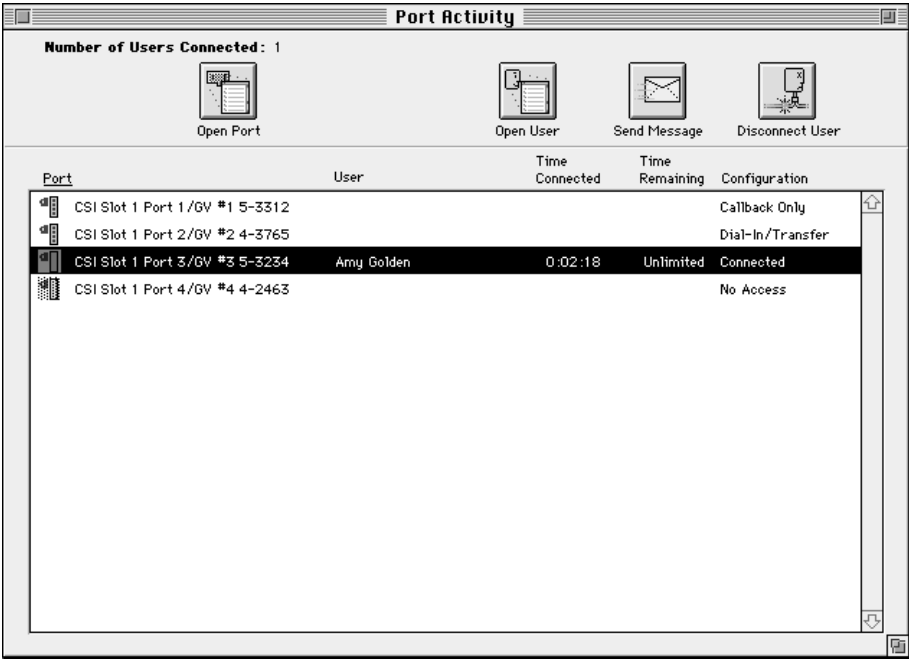 Port Activity
Number of Users Connected: 1
Open Port Open User Send Message Disconnect User
Port User Time Connected Time Remaining Configuration
CSI Slot 1 Port 1/GV #1 5-3312 Callback Only
CSI Slot 1 Port 2/GV #2 4-3765 Dial-In/Transfer
CSI Slot 1 Port 3/GV #3 5-3234 Amy Golden 0:02:18 Unlimited Connected
CSI Slot 1 Port 4/GV #4 4-2463 No Access